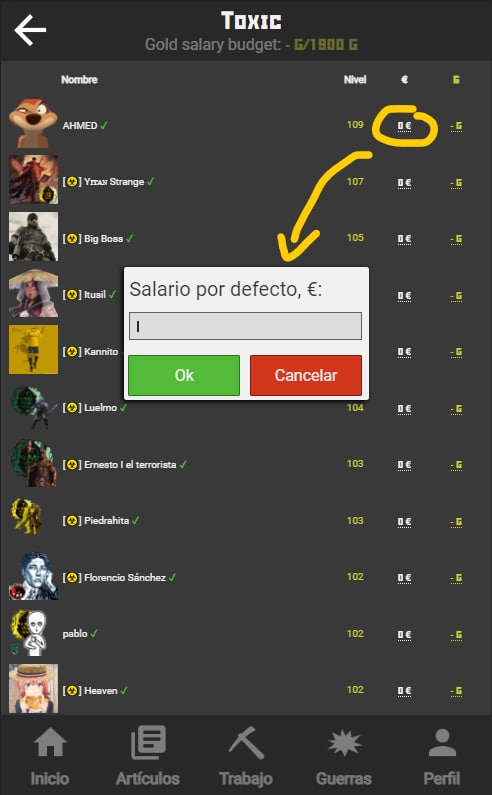 Toxic
Gold salary budget: - G/1900 G
Nombre Nivel € G
AHMED ✓ 109 0 € - G
[☣] Yᴛᴛᴀɴ Strange ✓ 107 0 € - G
[☣] Big Boss ✓ 105 0 € - G
[☣] Itusil ✓ 0 € - G
Salario por defecto, €:
[☣] Kannito 0 € - G
Ok Cancelar
[☣] Luelmo ✓ 104 0 € - G
[☣] Ernesto I el terrorista ✓ 103 0 € - G
[☣] Piedrahita ✓ 103 0 € - G
[☣] Florencio Sánchez ✓ 102 0 € - G
pablo ✓ 102 0 € - G
[☣] Heaven ✓ 102 0 € - G
Inicio Artículos Trabajo Guerras Perfil